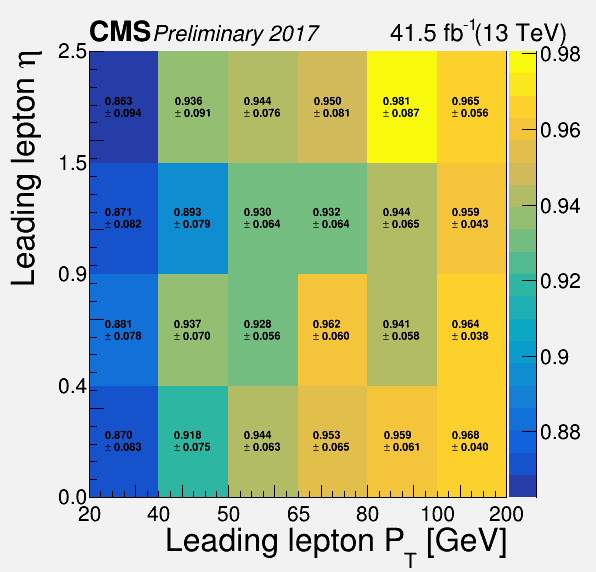 CMS Preliminary 2017 41.5 fb⁻¹(13 TeV)
Leading lepton η
2.5
1.5
0.9
0.4
0.0
0.863 0.936 0.944 0.950 0.981 0.965
± 0.094 ± 0.091 ± 0.076 ± 0.081 ± 0.087 ± 0.056
0.871 0.893 0.930 0.932 0.944 0.959
± 0.082 ± 0.079 ± 0.064 ± 0.064 ± 0.065 ± 0.043
0.881 0.937 0.928 0.962 0.941 0.964
± 0.078 ± 0.070 ± 0.056 ± 0.060 ± 0.058 ± 0.038
0.870 0.918 0.944 0.953 0.959 0.968
± 0.083 ± 0.075 ± 0.063 ± 0.065 ± 0.061 ± 0.040
0.98
0.96
0.94
0.92
0.9
0.88
20 40 50 65 80 100 200
Leading lepton P_T [GeV]